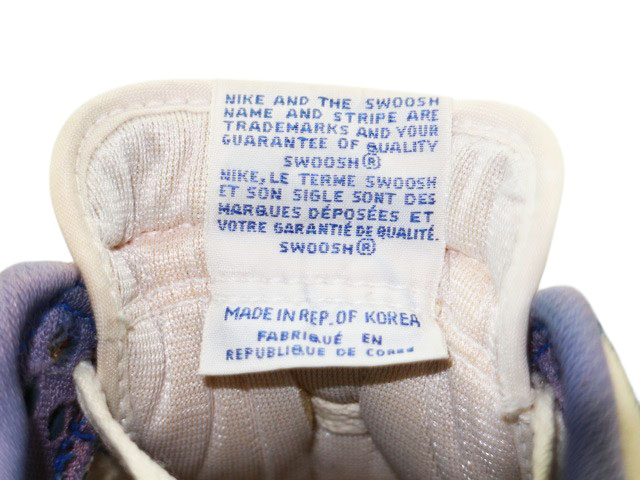 NIKE AND THE SWOOSH
NAME AND STRIPE ARE
TRADEMARKS AND YOUR
GUARANTEE OF QUALITY
SWOOSH®
NIKE, LE TERME SWOOSH
ET SON SIGLE SONT DES
MARQUES DÉPOSÉES ET
VOTRE GARANTIE DE QUALITÉ.
SWOOSH®
MADE IN REP. OF KOREA
FABRIQUÉ EN
REPUBLIQUE DE